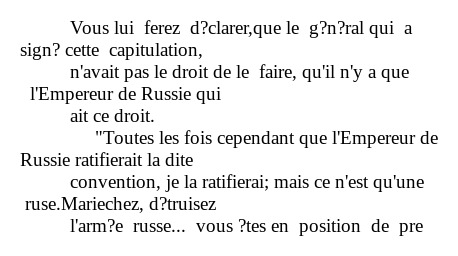 Vous lui ferez d?clarer,que le g?n?ral qui a
sign? cette capitulation,
n'avait pas le droit de le faire, qu'il n'y a que
l'Empereur de Russie qui
ait ce droit.
"Toutes les fois cependant que l'Empereur de
Russie ratifierait la dite
convention, je la ratifierai; mais ce n'est qu'une
ruse.Mariechez, d?truisez
l'arm?e russe... vous ?tes en position de pre